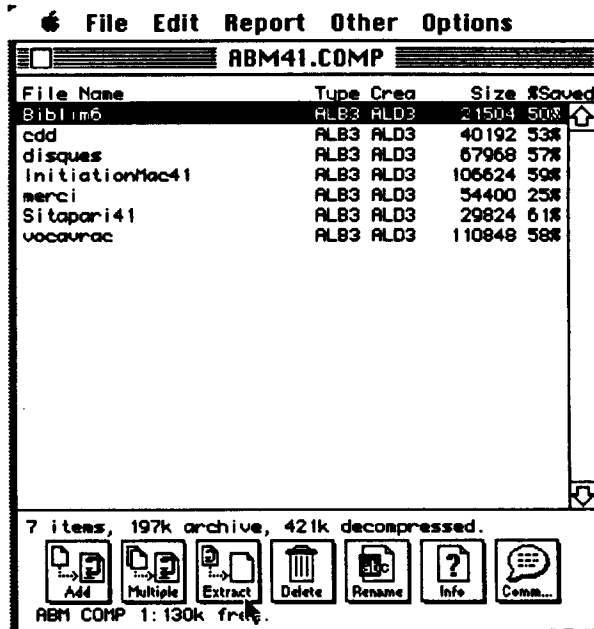 File Edit Report Other Options
ABM41.COMP
File Name Type Crea Size %Saved
Biblim6 ALB3 ALD3 21504 50%
cdd ALB3 ALD3 40192 53%
disques ALB3 ALD3 67968 57%
InitiationMac41 ALB3 ALD3 106624 59%
merci ALB3 ALD3 54400 25%
Sitapari41 ALB3 ALD3 29824 61%
vocavrac ALB3 ALD3 110848 58%
7 items, 197k archive, 421k decompressed.
Add Multiple Extract Delete Rename Info Comm...
ABM COMP 1: 130k free.